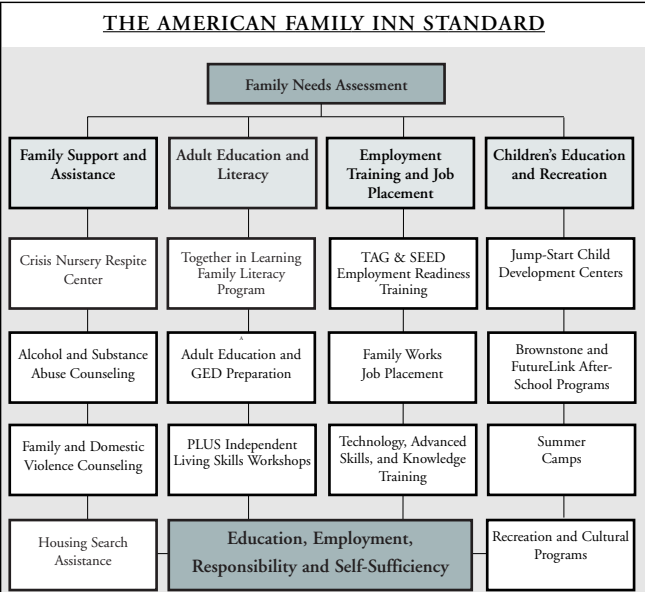 THE AMERICAN FAMILY INN STANDARD
Family Needs Assessment
Family Support and
Assistance
Adult Education and
Literacy
Employment
Training and Job
Placement
Children's Education
and Recreation
Crisis Nursery Respite
Center
Together in Learning
Family Literacy
Program
TAG & SEED
Employment Readiness
Training
Jump-Start Child
Development Centers
Alcohol and Substance
Abuse Counseling
A
Adult Education and
GED Preparation
Family Works
Job Placement
Brownstone and
FutureLink After-
School Programs
Family and Domestic
Violence Counseling
PLUS Independent
Living Skills Workshops
Technology, Advanced
Skills, and Knowledge
Training
Summer
Camps
Housing Search
Assistance
Education, Employment,
Responsibility and Self-Sufficiency
Recreation and Cultural
Programs